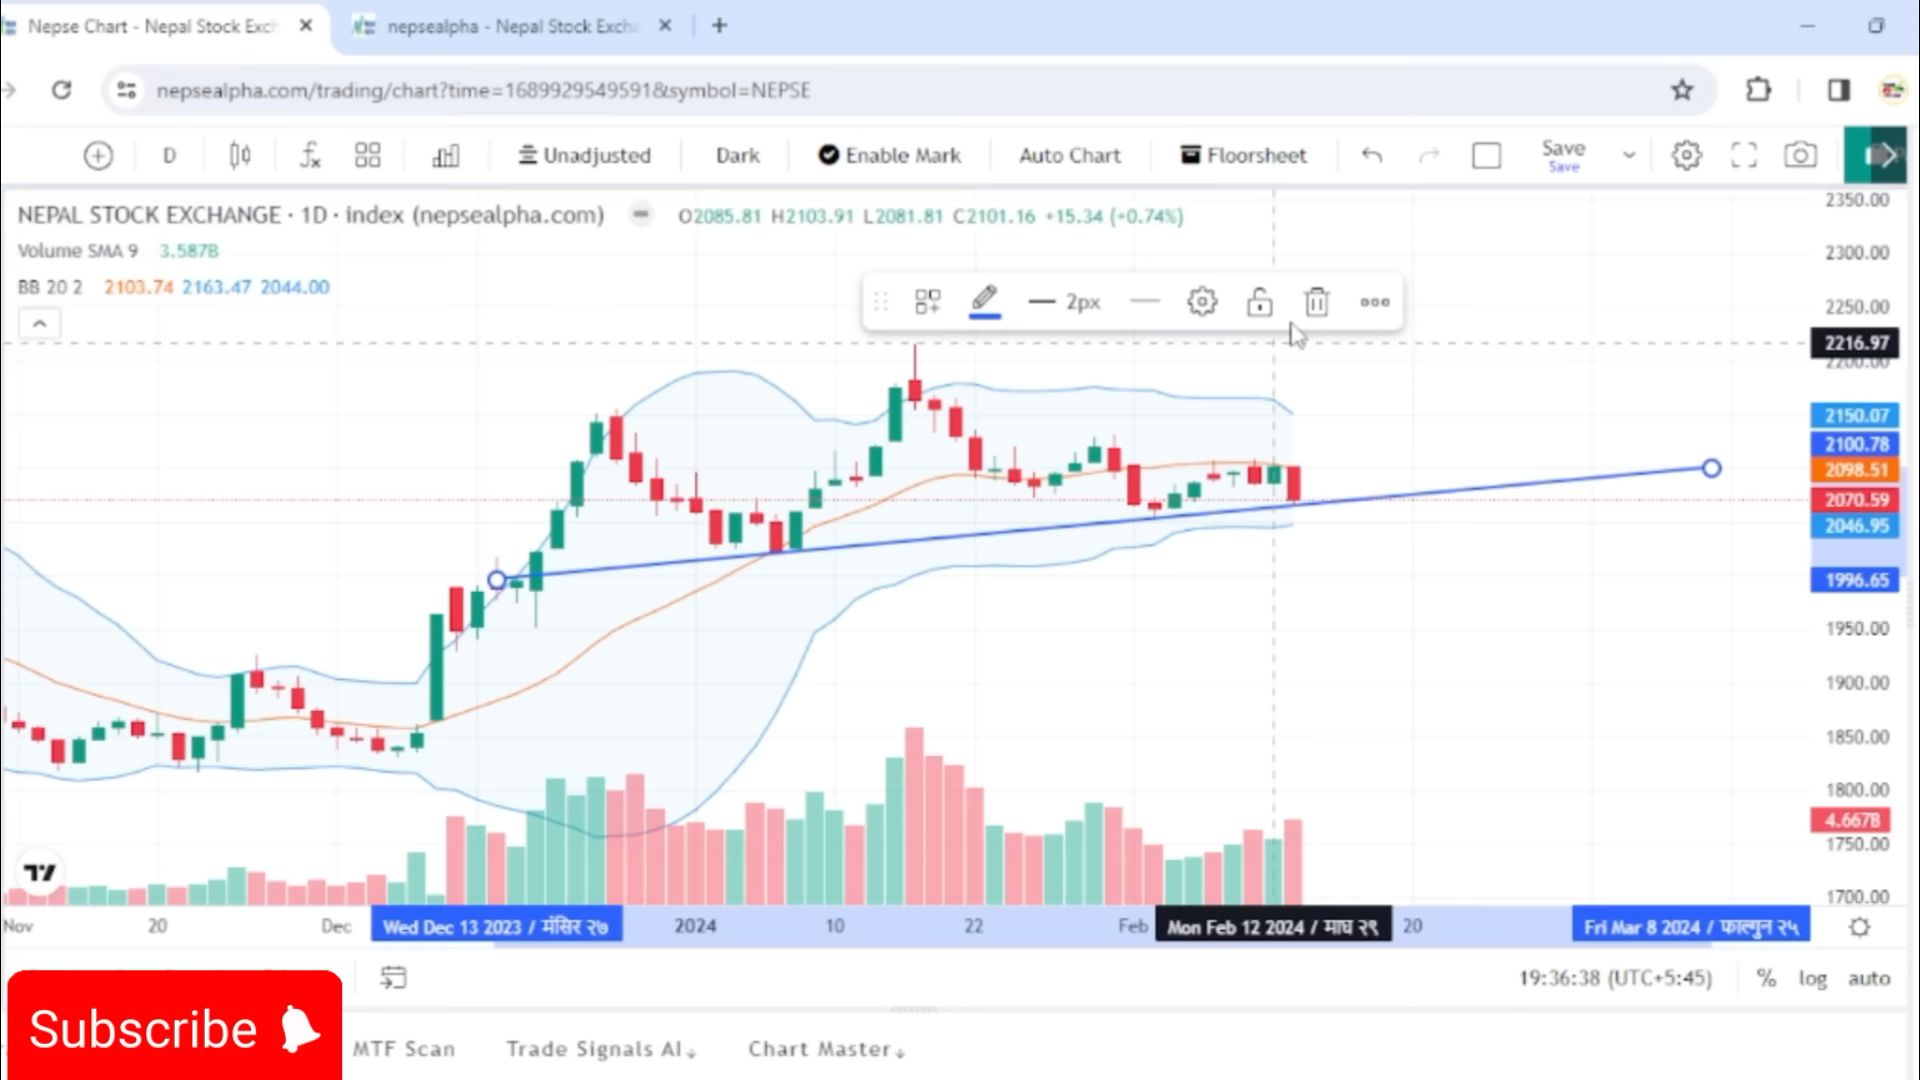 Nepse Chart - Nepal Stock Exch
nepsealpha - Nepal Stock Excha
nepsealpha.com/trading/chart?time=1689929549591&symbol=NEPSE
D Unadjusted Dark Enable Mark Auto Chart Floorsheet Save
Save
NEPAL STOCK EXCHANGE · 1D · index (nepsealpha.com) O2085.81 H2103.91 L2081.81 C2101.16 +15.34 (+0.74%)
Volume SMA 9 3.587B
BB 20 2 2103.74 2163.47 2044.00
2px
2350.00
2300.00
2250.00
2216.97
2200.00
2150.07
2100.78
2098.51
2070.59
2046.95
1996.65
1950.00
1900.00
1850.00
1800.00
4.667B
1750.00
1700.00
Nov 20 Dec Wed Dec 13 2023 / मंसिर २७ 2024 10 22 Feb Mon Feb 12 2024 / माघ २९ 20 Fri Mar 8 2024 / फाल्गुन २५
19:36:38 (UTC+5:45) % log auto
Subscribe
MTF Scan Trade Signals AI↓ Chart Master↓